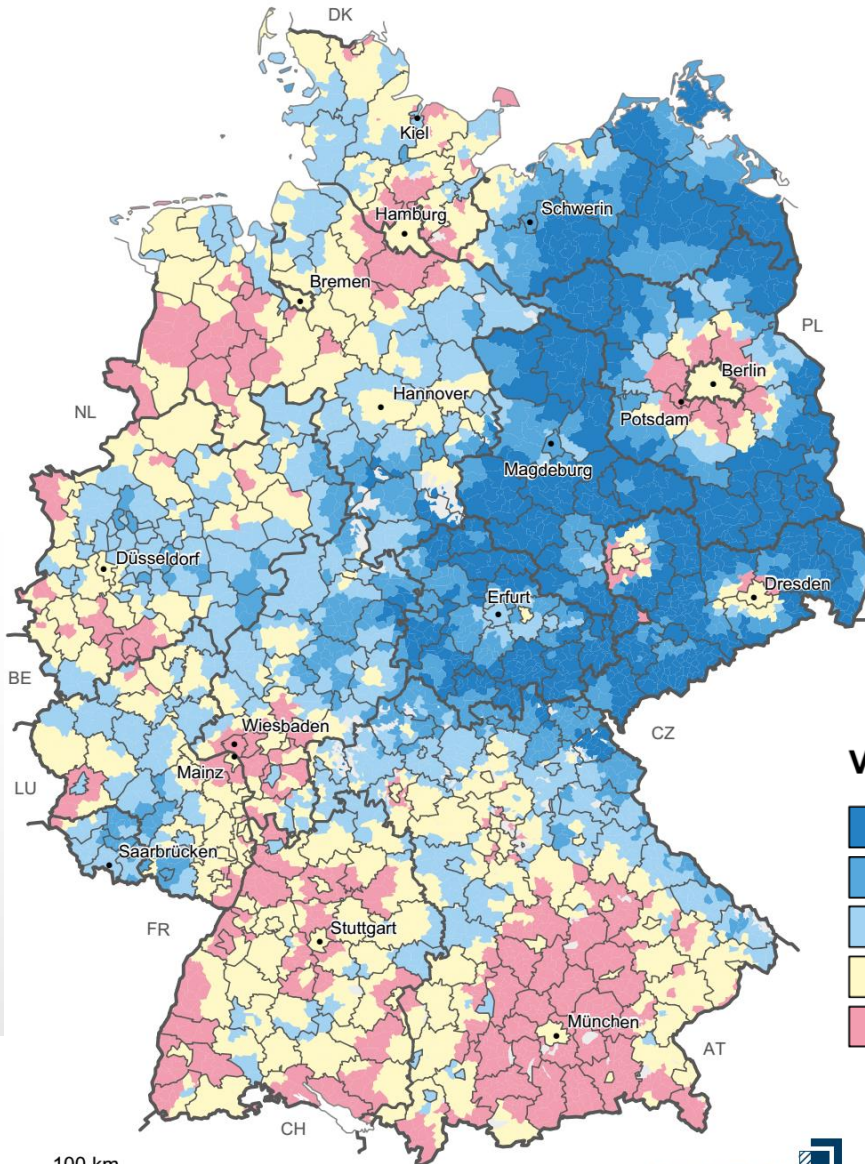 DK
Kiel
Schwerin
Hamburg
Bremen
PL
Berlin
Hannover
NL
Potsdam
Magdeburg
Düsseldorf
Erfurt
Dresden
BE
Wiesbaden
CZ
Mainz
LU
V
Saarbrücken
FR
Stuttgart
München
AT
CH
100 km